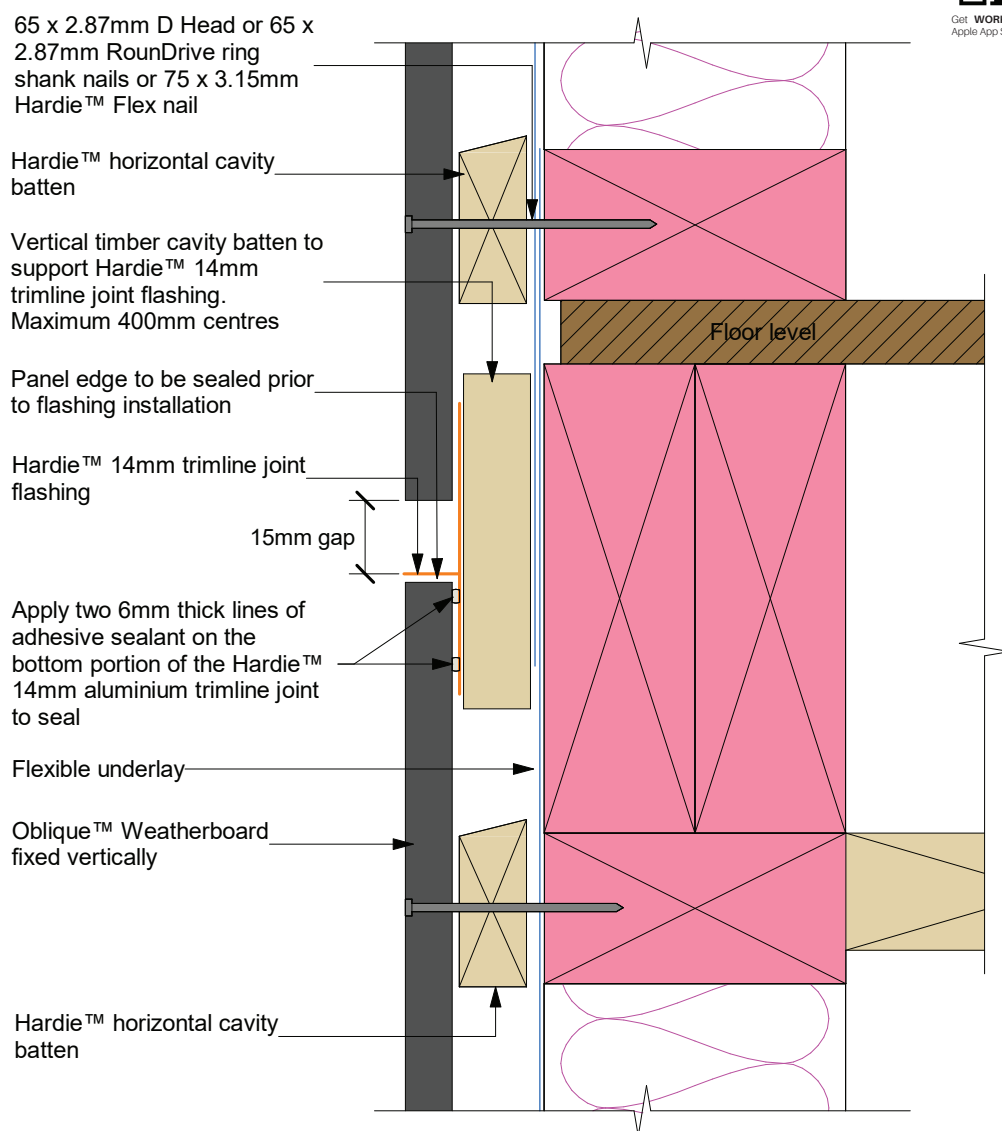 65 x 2.87mm D Head or 65 x
2.87mm RounDrive ring
shank nails or 75 x 3.15mm
Hardie™ Flex nail
Get WOR
Apple App S
Hardie™ horizontal cavity
batten
Vertical timber cavity batten to
support Hardie™ 14mm
trimline joint flashing.
Maximum 400mm centres
Floor level
Panel edge to be sealed prior
to flashing installation
Hardie™ 14mm trimline joint
flashing
15mm gap
Apply two 6mm thick lines of
adhesive sealant on the
bottom portion of the Hardie™
14mm aluminium trimline joint
to seal
Flexible underlay
Oblique™ Weatherboard
fixed vertically
Hardie™ horizontal cavity
batten